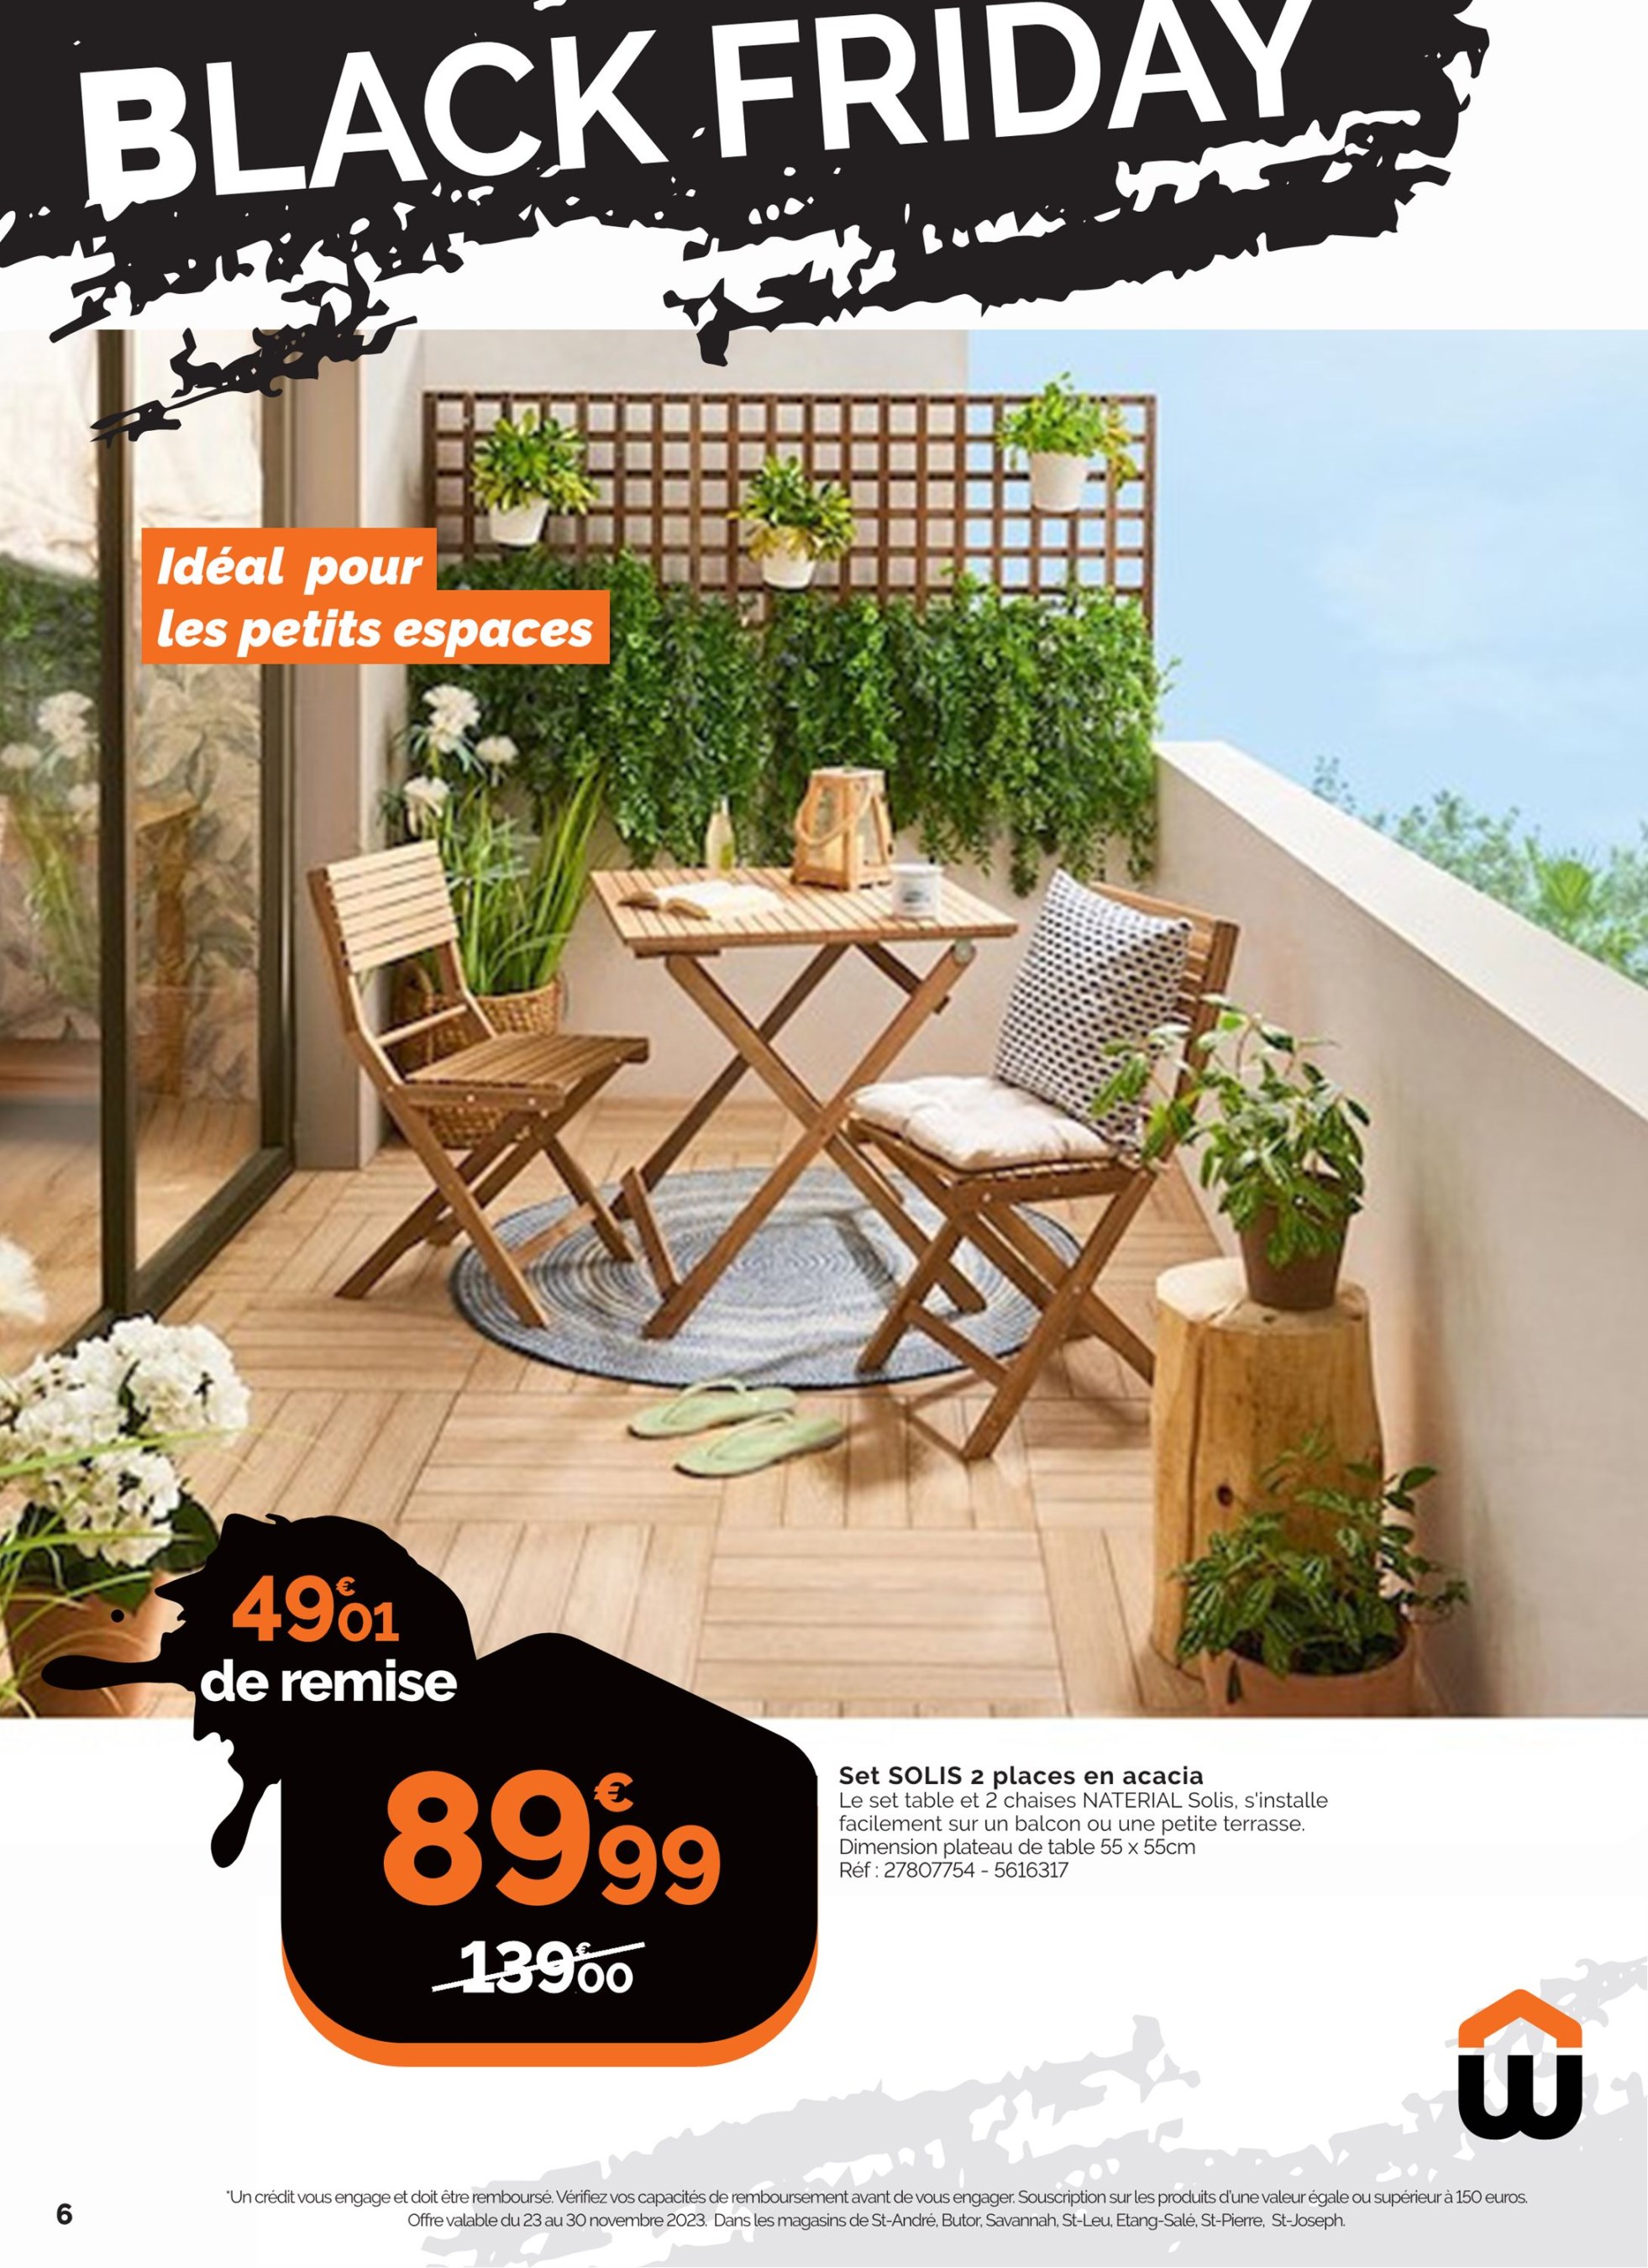 BLACK FRIDAY
Idéal pour
les petits espaces
49€01
de remise
89€99
139€00
Set SOLIS 2 places en acacia
Le set table et 2 chaises NATERIAL Solis, s'installe
facilement sur un balcon ou une petite terrasse.
Dimension plateau de table 55 x 55cm
Réf : 27807754 - 5616317
W
*Un crédit vous engage et doit être remboursé. Vérifiez vos capacités de remboursement avant de vous engager. Souscription sur les produits d'une valeur égale ou supérieur à 150 euros.
Offre valable du 23 au 30 novembre 2023. Dans les magasins de St-André, Butor, Savannah, St-Leu, Etang-Salé, St-Pierre, St-Joseph.
6